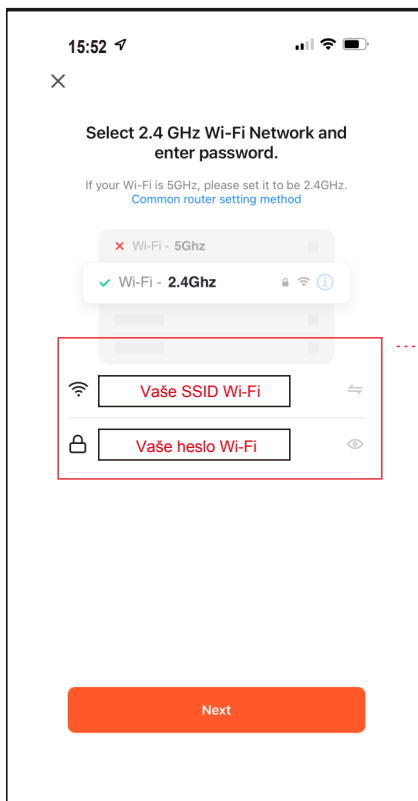 15:52
Select 2.4 GHz Wi-Fi Network and
enter password.
If your Wi-Fi is 5GHz, please set it to be 2.4GHz.
Common router setting method
Wi-Fi - 5Ghz
Wi-Fi - 2.4Ghz
Vaše SSID Wi-Fi
Vaše heslo Wi-Fi
Next